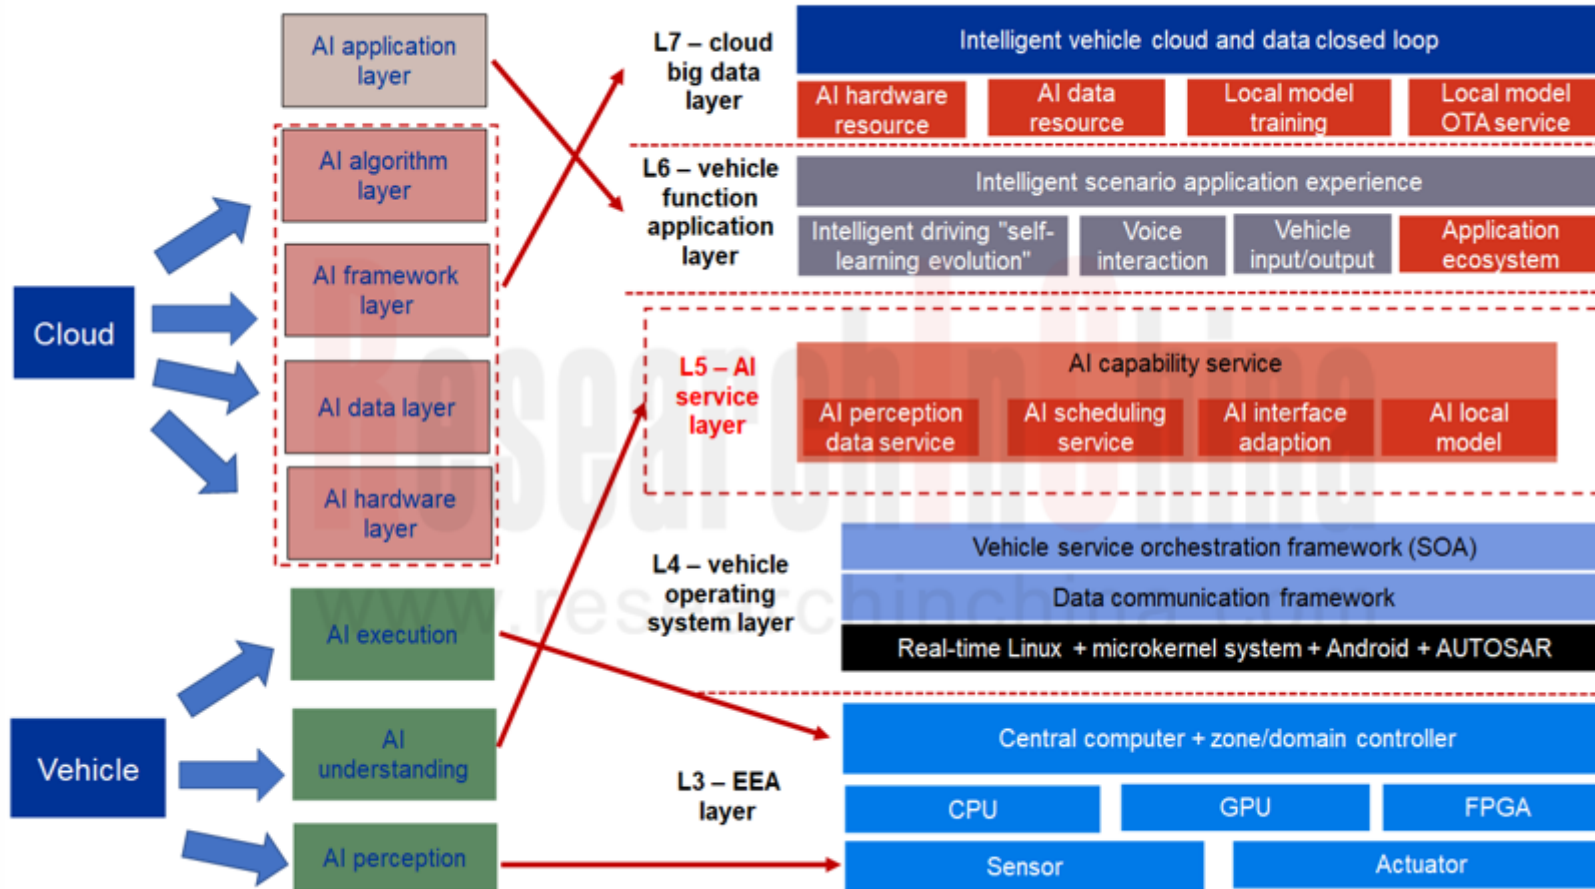 AI application
layer
AI algorithm
layer
AI framework
layer
AI data layer
AI hardware
layer
Cloud
AI execution
AI
understanding
AI perception
Vehicle
L7 – cloud
big data
layer
Intelligent vehicle cloud and data closed loop
AI hardware
resource
AI data
resource
Local model
training
Local model
OTA service
L6 – vehicle
function
application
layer
Intelligent scenario application experience
Intelligent driving "self-
learning evolution"
Voice
interaction
Vehicle
input/output
Application
ecosystem
L5 – AI
service
layer
AI capability service
AI perception
data service
AI scheduling
service
AI interface
adaption
AI local
model
L4 – vehicle
operating
system layer
Vehicle service orchestration framework (SOA)
Data communication framework
Real-time Linux + microkernel system + Android + AUTOSAR
L3 – EEA
layer
Central computer + zone/domain controller
CPU
GPU
FPGA
Sensor
Actuator
ResearchInChina
www.researchinchina.com